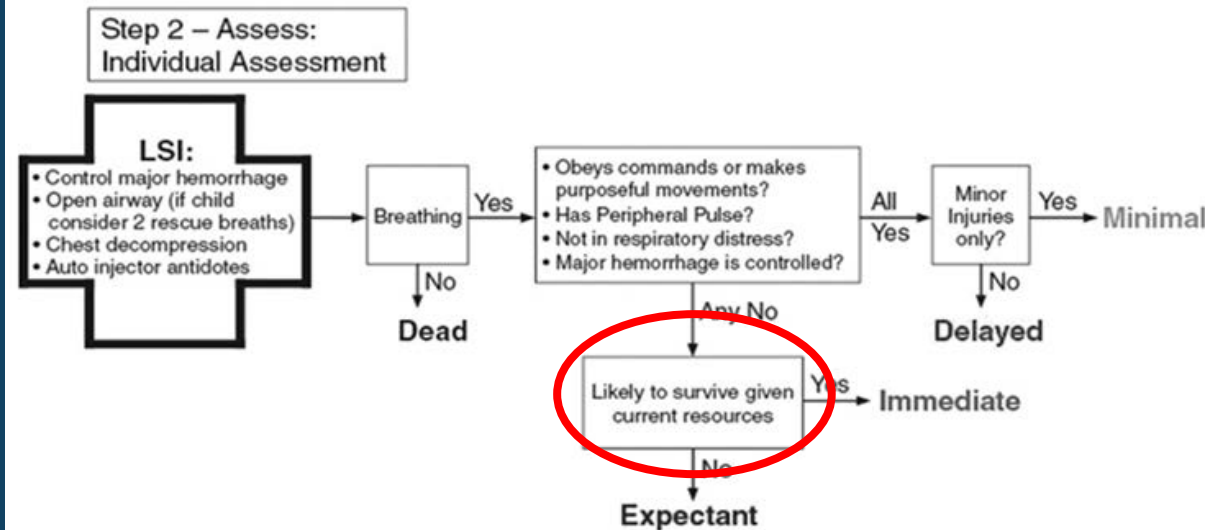 Step 2 – Assess:
Individual Assessment
LSI:
• Control major hemorrhage
• Open airway (if child
consider 2 rescue breaths)
• Chest decompression
• Auto injector antidotes
Breathing
Yes
No
Dead
• Obeys commands or makes
purposeful movements?
• Has Peripheral Pulse?
• Not in respiratory distress?
• Major hemorrhage is controlled?
All
Yes
Minor
Injuries
only?
Yes
Minimal
No
Delayed
Any No
Likely to survive given
current resources
Yes
Immediate
No
Expectant